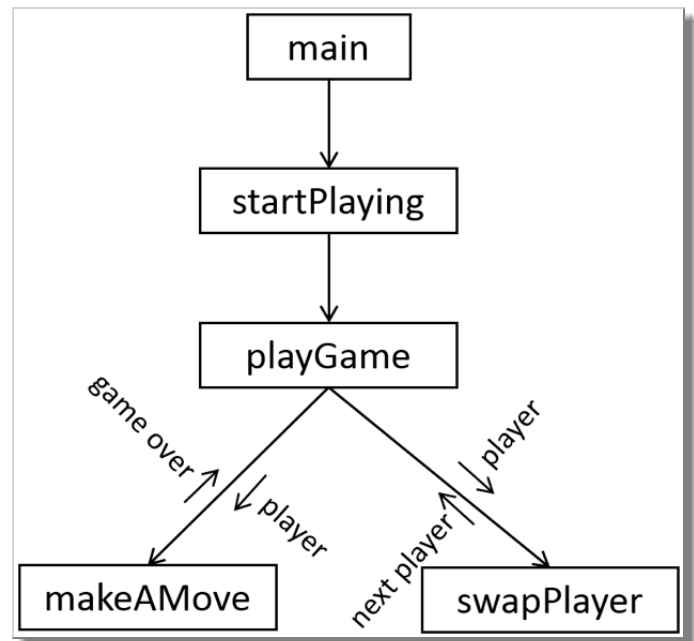 main
startPlaying
playGame
game over
player
player
next player
makeAMove
swapPlayer